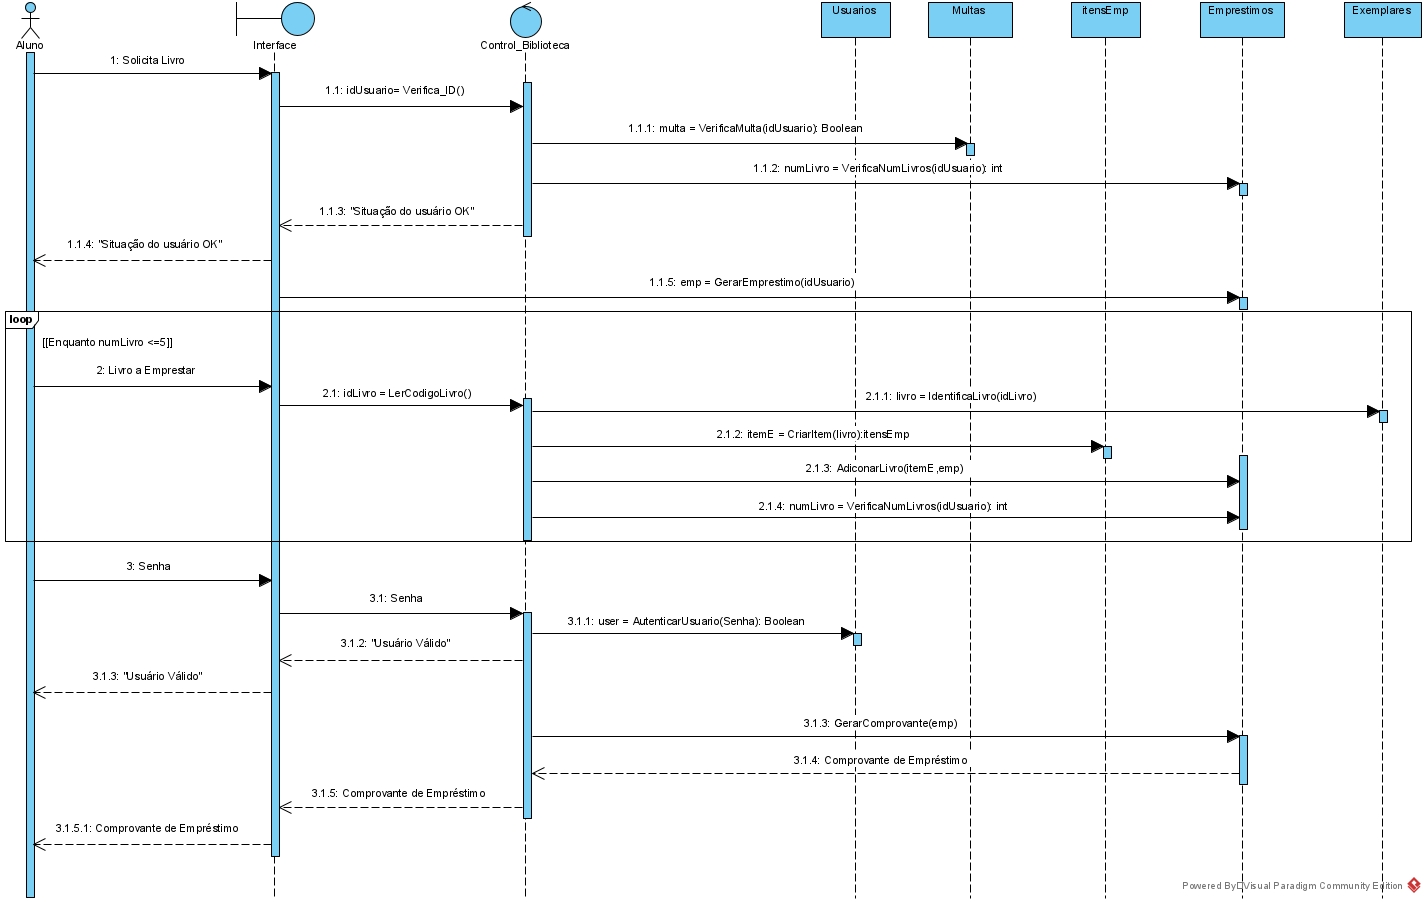 Aluno
Interface
Control_Biblioteca
Usuarios
Multas
itensEmp
Emprestimos
Exemplares
1: Solicita Livro
1.1: idUsuario= Verifica_ID()
1.1.1: multa = VerificaMulta(idUsuario): Boolean
1.1.2: numLivro = VerificaNumLivros(idUsuario): int
1.1.3: "Situação do usuário OK"
1.1.4: "Situação do usuário OK"
1.1.5: emp = GerarEmprestimo(idUsuario)
loop
[[Enquanto numLivro <=5]]
2: Livro a Emprestar
2.1: idLivro = LerCodigoLivro()
2.1.1: livro = IdentificaLivro(idLivro)
2.1.2: itemE = CriarItem(livro):itensEmp
2.1.3: AdiconarLivro(itemE,emp)
2.1.4: numLivro = VerificaNumLivros(idUsuario): int
3: Senha
3.1: Senha
3.1.1: user = AutenticarUsuario(Senha): Boolean
3.1.2: "Usuário Válido"
3.1.3: "Usuário Válido"
3.1.3: GerarComprovante(emp)
3.1.4: Comprovante de Empréstimo
3.1.5: Comprovante de Empréstimo
3.1.5.1: Comprovante de Empréstimo
Powered By Visual Paradigm Community Edition